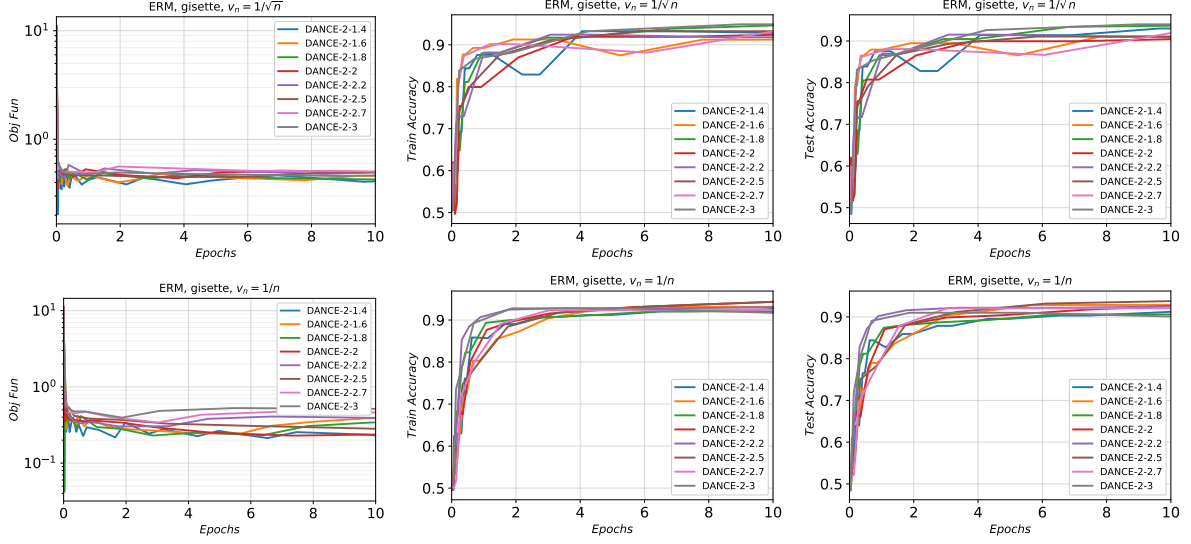 ERM, gisette, vₙ = 1/√n
Obj Fun
10¹
10⁰
DANCE-2-1.4
DANCE-2-1.6
DANCE-2-1.8
DANCE-2-2
DANCE-2-2.2
DANCE-2-2.5
DANCE-2-2.7
DANCE-2-3
0 2 4 6 8 10
Epochs
ERM, gisette, vₙ = 1/√n
Train Accuracy
0.9
0.8
0.7
0.6
0.5
DANCE-2-1.4
DANCE-2-1.6
DANCE-2-1.8
DANCE-2-2
DANCE-2-2.2
DANCE-2-2.5
DANCE-2-2.7
DANCE-2-3
0 2 4 6 8 10
Epochs
ERM, gisette, vₙ = 1/√n
Test Accuracy
0.9
0.8
0.7
0.6
0.5
DANCE-2-1.4
DANCE-2-1.6
DANCE-2-1.8
DANCE-2-2
DANCE-2-2.2
DANCE-2-2.5
DANCE-2-2.7
DANCE-2-3
0 2 4 6 8 10
Epochs
ERM, gisette, vₙ = 1/n
Obj Fun
10¹
10⁰
10⁻¹
DANCE-2-1.4
DANCE-2-1.6
DANCE-2-1.8
DANCE-2-2
DANCE-2-2.2
DANCE-2-2.5
DANCE-2-2.7
DANCE-2-3
0 2 4 6 8 10
Epochs
ERM, gisette, vₙ = 1/n
Train Accuracy
0.9
0.8
0.7
0.6
0.5
DANCE-2-1.4
DANCE-2-1.6
DANCE-2-1.8
DANCE-2-2
DANCE-2-2.2
DANCE-2-2.5
DANCE-2-2.7
DANCE-2-3
0 2 4 6 8 10
Epochs
ERM, gisette, vₙ = 1/n
Test Accuracy
0.9
0.8
0.7
0.6
0.5
DANCE-2-1.4
DANCE-2-1.6
DANCE-2-1.8
DANCE-2-2
DANCE-2-2.2
DANCE-2-2.5
DANCE-2-2.7
DANCE-2-3
0 2 4 6 8 10
Epochs